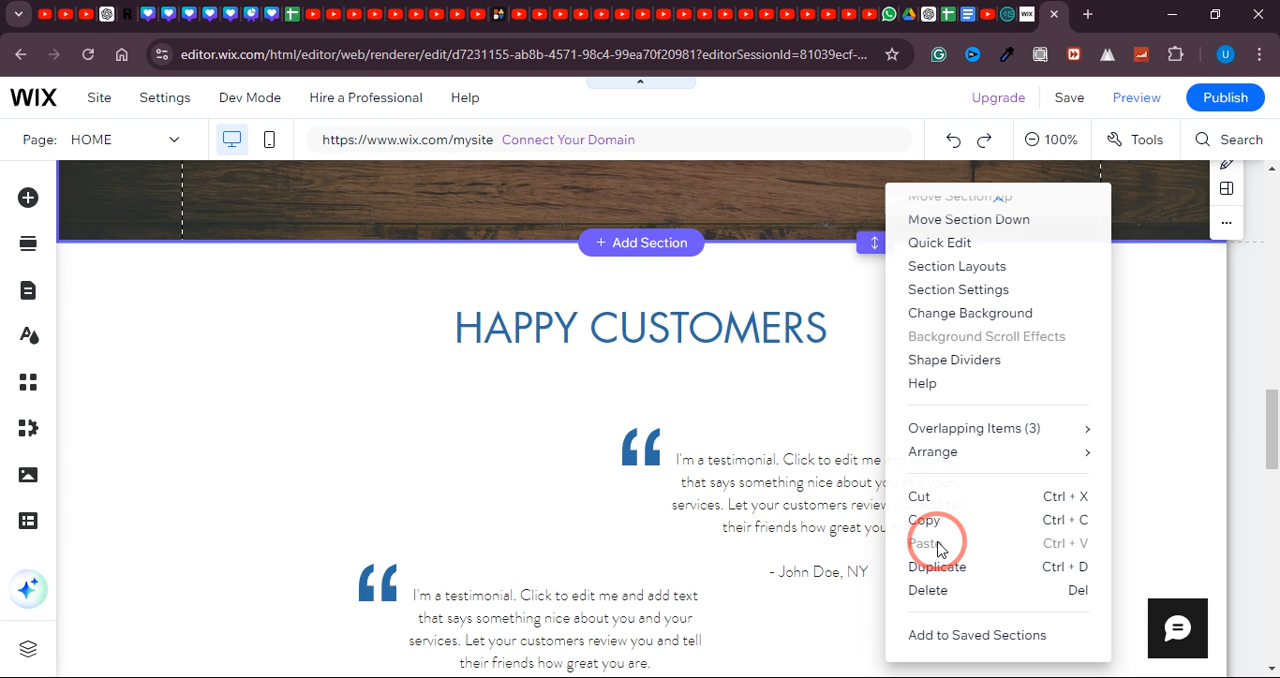 editor.wix.com/html/editor/web/renderer/edit/d7231155-ab8b-4571-98c4-99ea70f20981?editorSessionId=81039ecf-...
WIX Site Settings Dev Mode Hire a Professional Help Upgrade Save Preview Publish
Page: HOME https://www.wix.com/mysite Connect Your Domain 100% Tools Search
Move Section Up
Move Section Down
+ Add Section
Quick Edit
Section Layouts
Section Settings
Change Background
Background Scroll Effects
Shape Dividers
Help
Overlapping Items (3)
Arrange
Cut Ctrl + X
Copy Ctrl + C
Paste Ctrl + V
Duplicate Ctrl + D
Delete Del
Add to Saved Sections
HAPPY CUSTOMERS
“ I'm a testimonial. Click to edit me
that says something nice about you
services. Let your customers review
their friends how great you
- John Doe, NY
“ I'm a testimonial. Click to edit me and add text
that says something nice about you and your
services. Let your customers review you and tell
their friends how great you are.